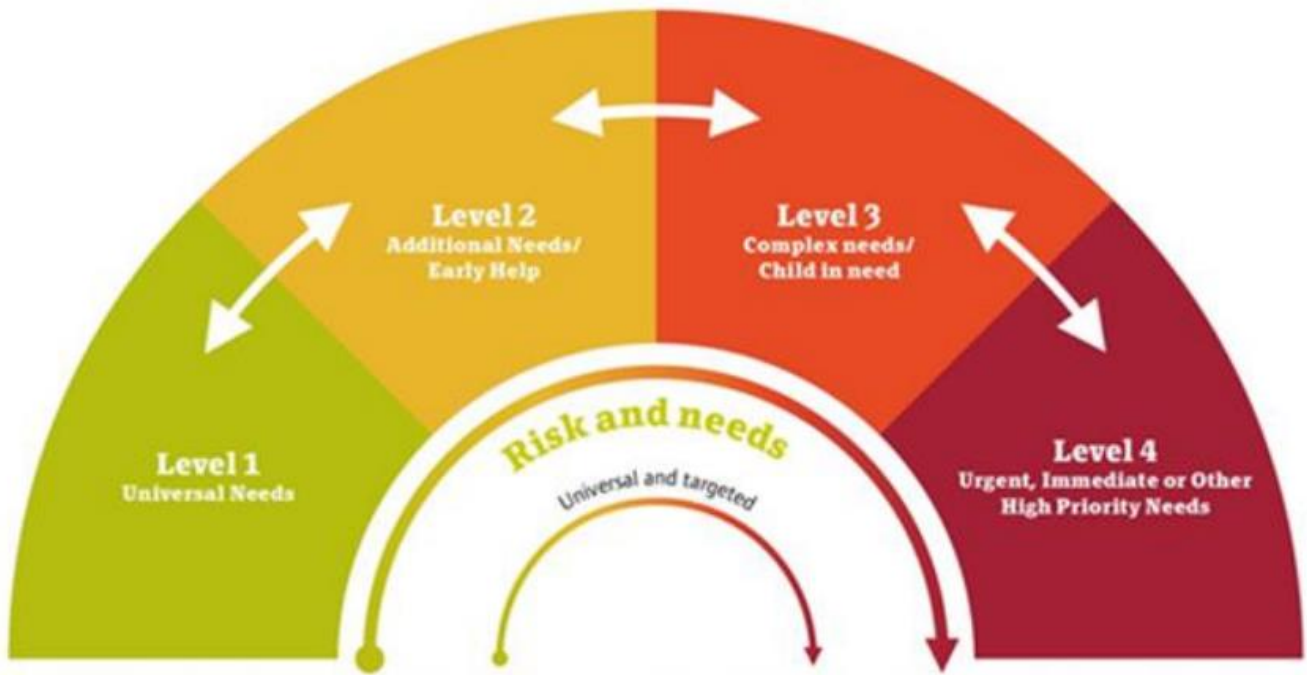 Level 1
Universal Needs
Level 2
Additional Needs/
Early Help
Level 3
Complex needs/
Child in need
Level 4
Urgent, Immediate or Other
High Priority Needs
Risk and needs
Universal and targeted